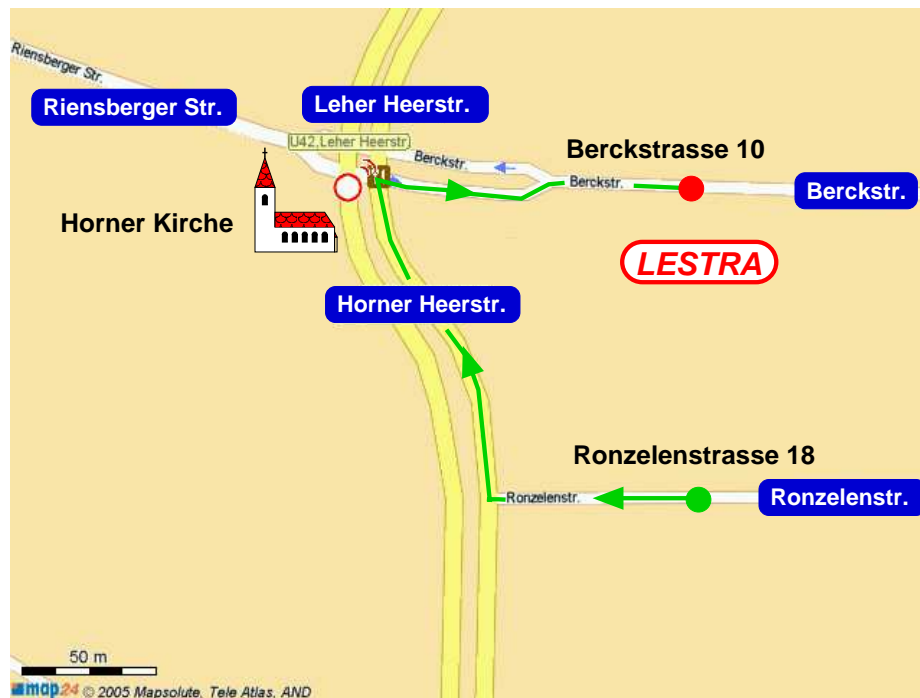 Riensberger Str.
Riensberger Str.
Leher Heerstr.
U42,Leher Heerstr.
Berckstr.
Berckstrasse 10
Berckstr.
Berckstr.
Horner Kirche
LESTRA
Horner Heerstr.
Ronzelenstrasse 18
Ronzelenstr.
Ronzelenstr.
50 m
map24 © 2005 Mapsolute, Tele Atlas, AND